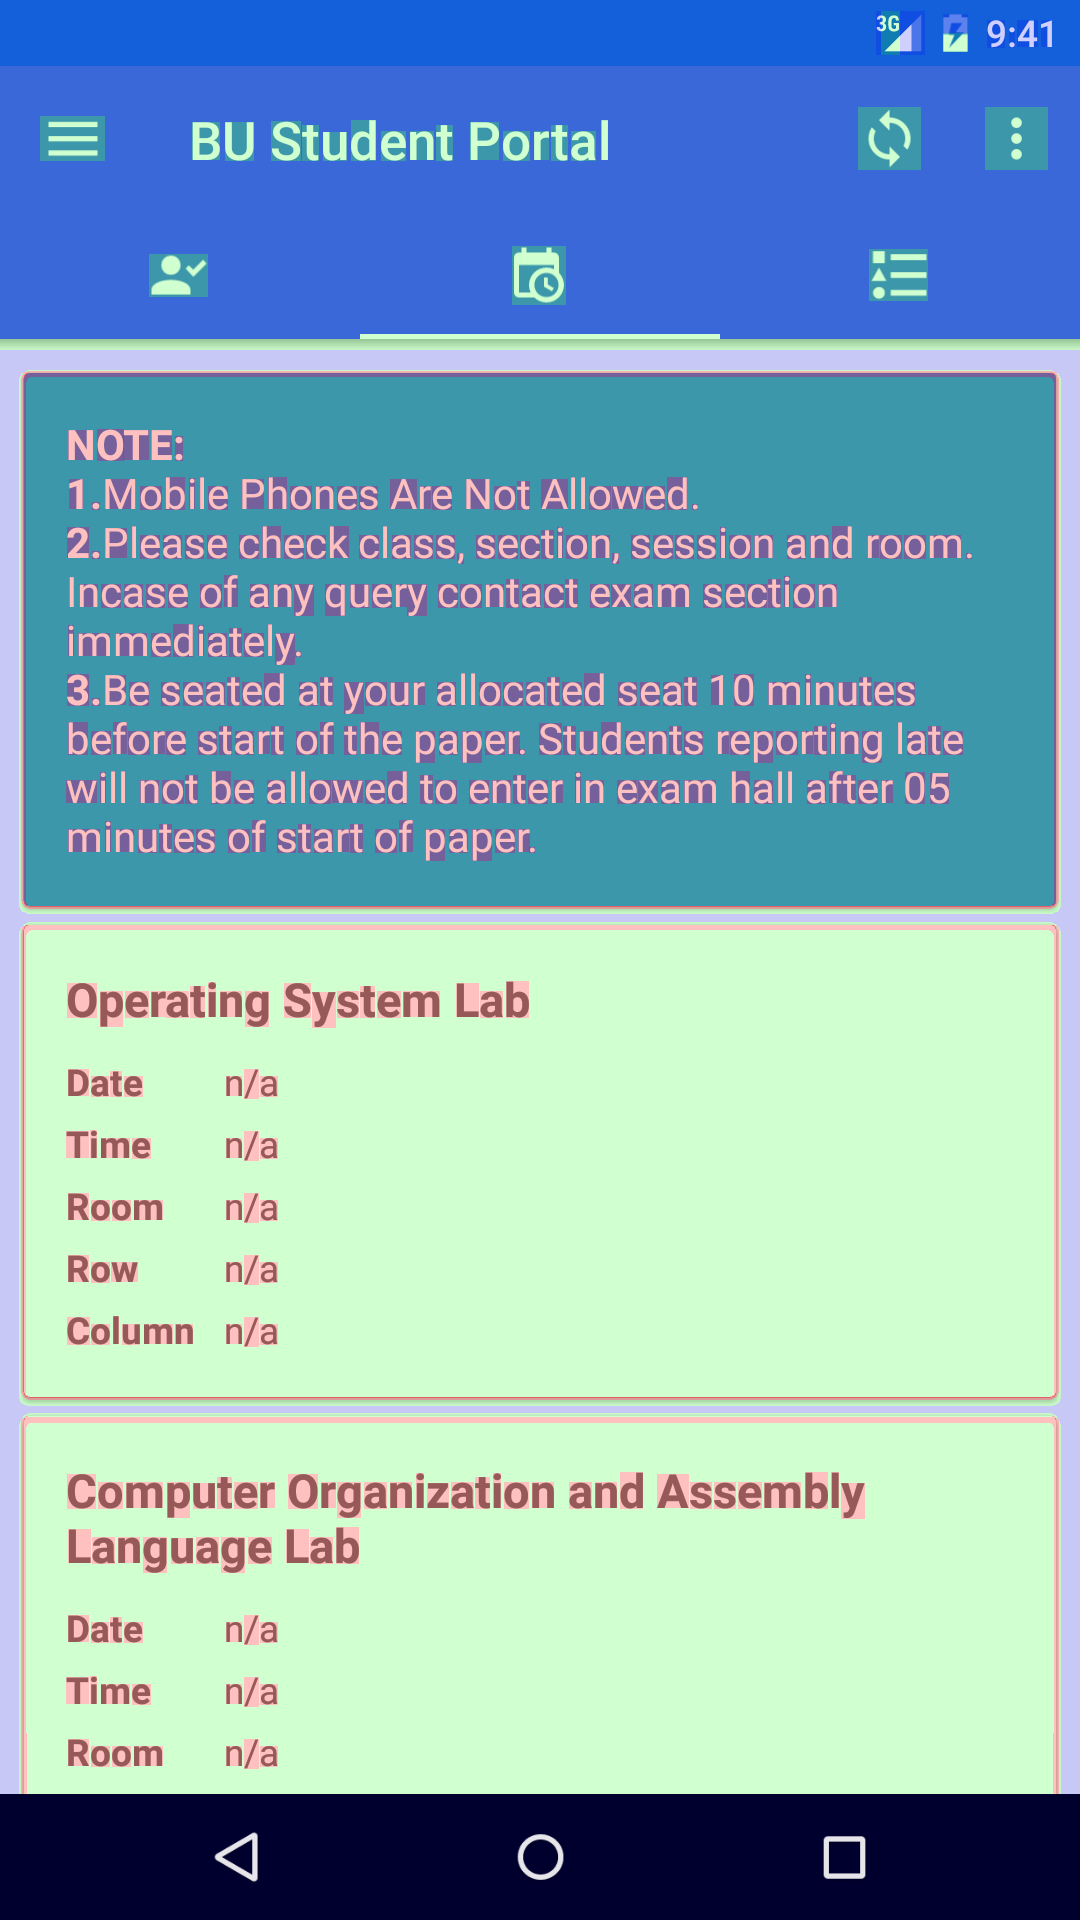 3G 9:41
BU Student Portal
NOTE:
1.Mobile Phones Are Not Allowed.
2.Please check class, section, session and room.
Incase of any query contact exam section
immediately.
3.Be seated at your allocated seat 10 minutes
before start of the paper. Students reporting late
will not be allowed to enter in exam hall after 05
minutes of start of paper.
Operating System Lab
Date n/a
Time n/a
Room n/a
Row n/a
Column n/a
Computer Organization and Assembly
Language Lab
Date n/a
Time n/a
Room n/a